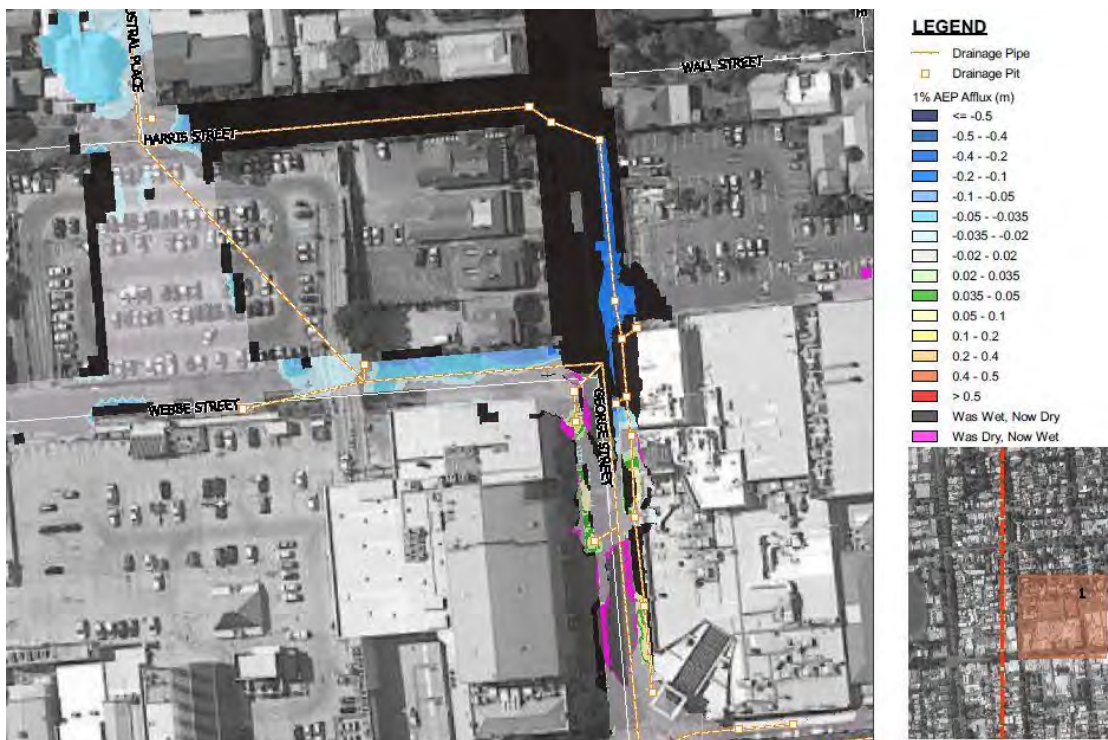 USTRAL PLACE
HARRIS STREET
WALL STREET
WEBBE STREET
GEORGE STREET
LEGEND
Drainage Pipe
Drainage Pit
1% AEP Afflux (m)
<= -0.5
-0.5 - -0.4
-0.4 - -0.2
-0.2 - -0.1
-0.1 - -0.05
-0.05 - -0.035
-0.035 - -0.02
-0.02 - 0.02
0.02 - 0.035
0.035 - 0.05
0.05 - 0.1
0.1 - 0.2
0.2 - 0.4
0.4 - 0.5
> 0.5
Was Wet, Now Dry
Was Dry, Now Wet
1